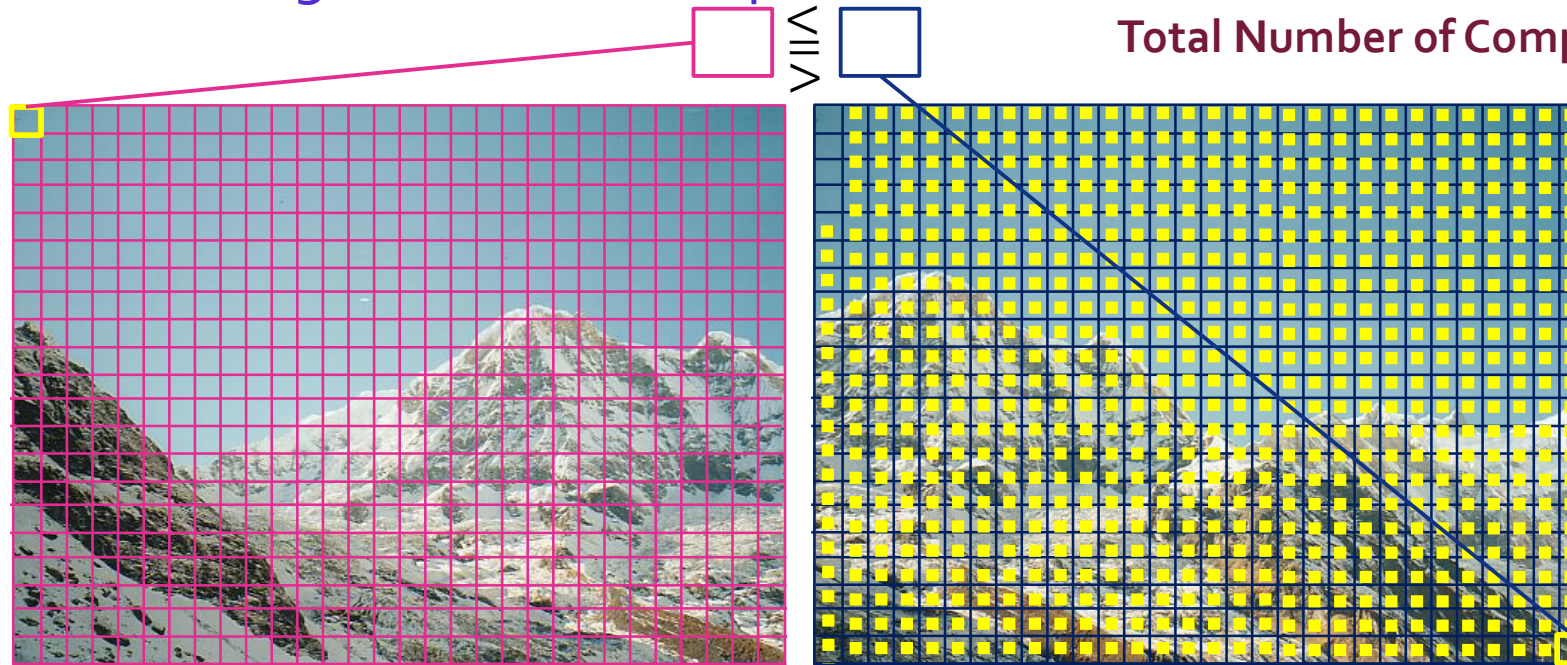 <
=
>
Total Number of Comp